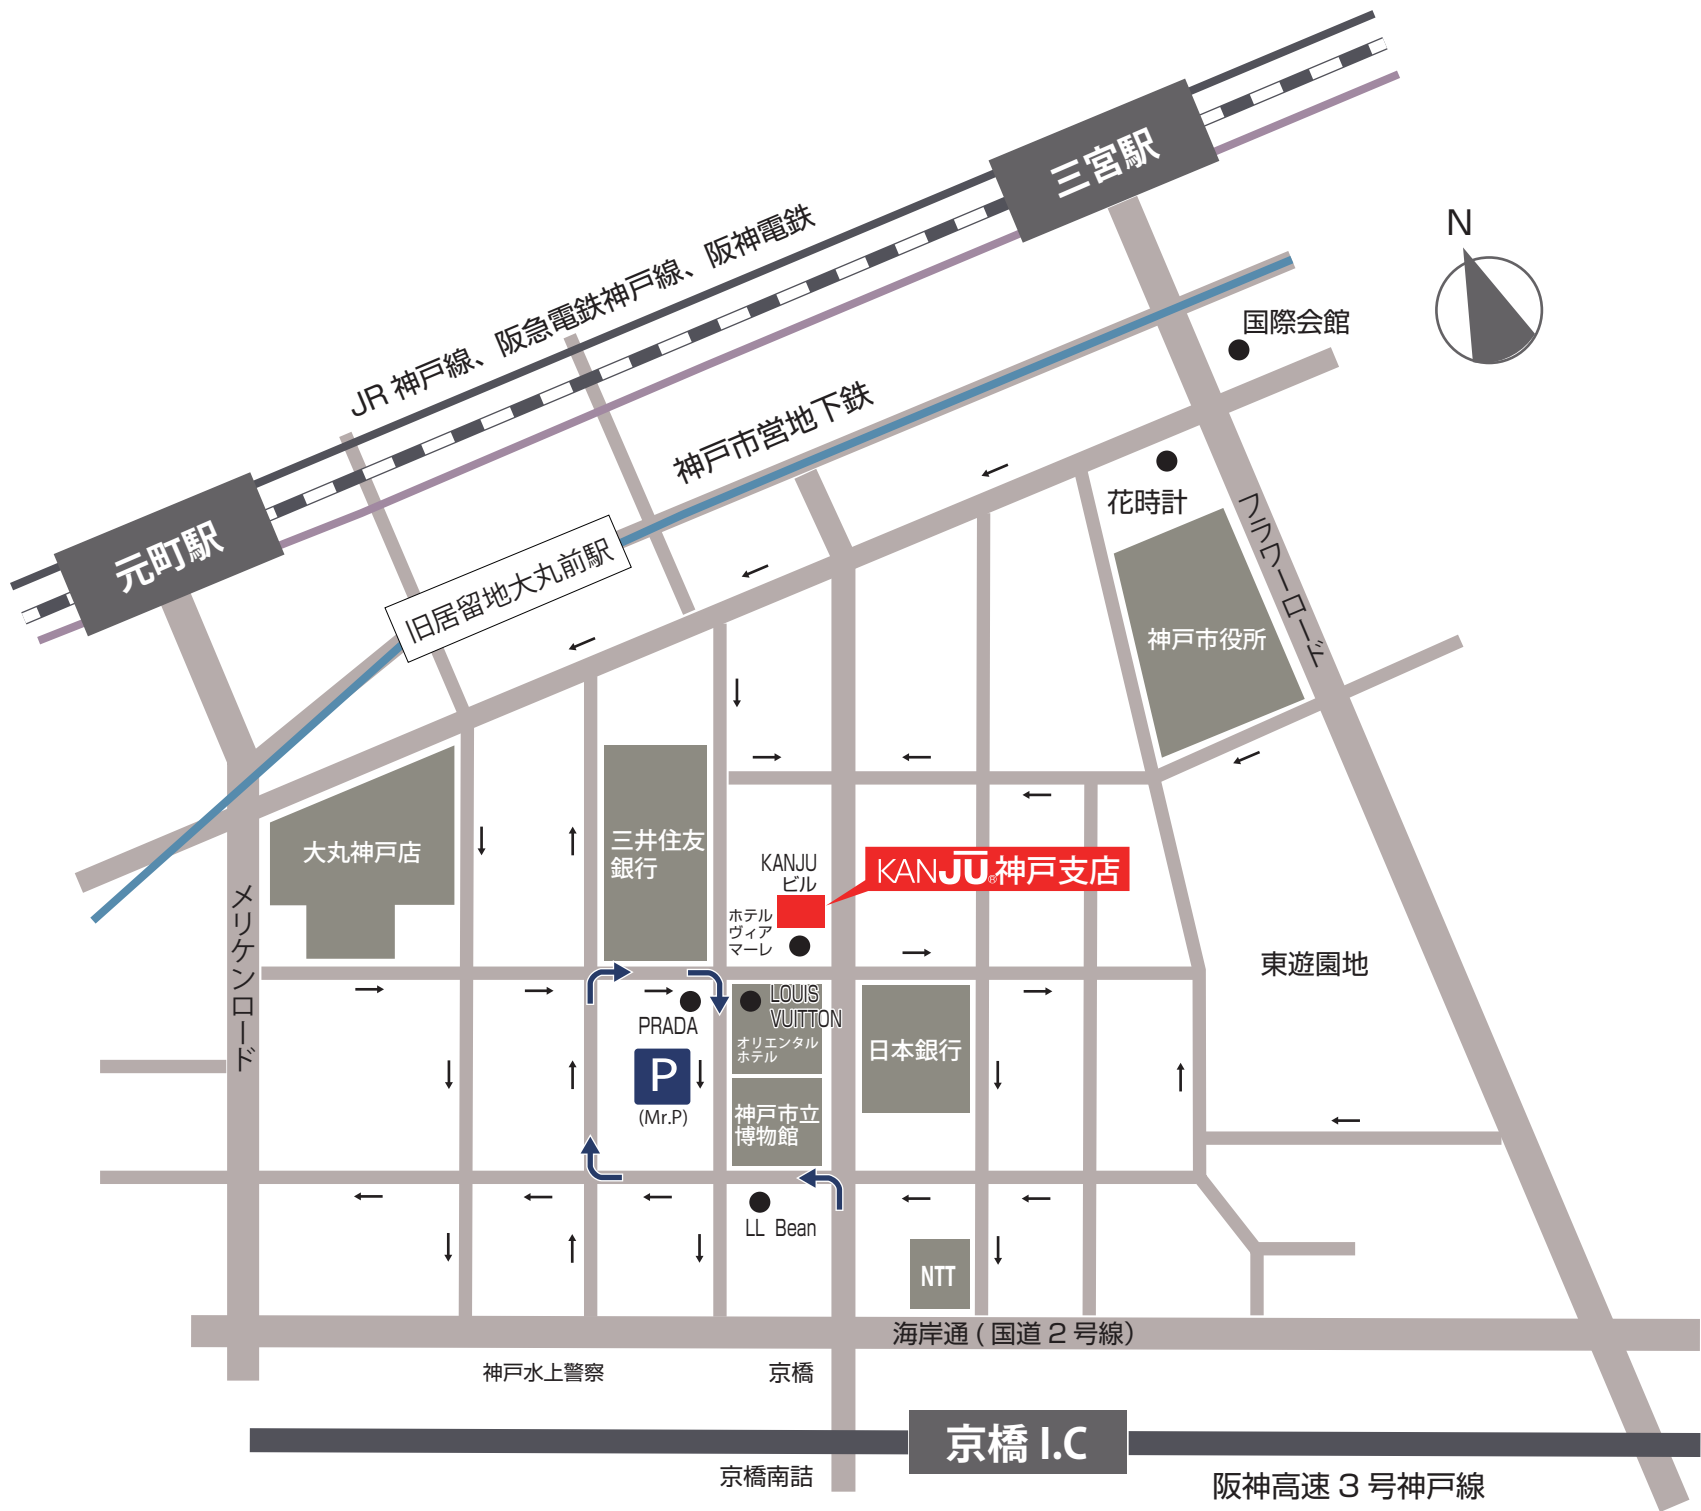 三宮駅
N
JR 神戸線、阪急電鉄神戸線、阪神電鉄
国際会館
神戸市営地下鉄
花時計
フラワーロード
元町駅
旧居留地大丸前駅
神戸市役所
大丸神戸店
三井住友
銀行
KANJU
ビル
KANJU®神戸支店
メリケンロード
ホテル
ヴィア
マーレ
東遊園地
PRADA
LOUIS
VUITTON
オリエンタル
ホテル
日本銀行
P
(Mr.P)
神戸市立
博物館
LL Bean
NTT
海岸通 ( 国道 2 号線)
神戸水上警察
京橋
京橋 I.C
京橋南詰
阪神高速 3 号神戸線